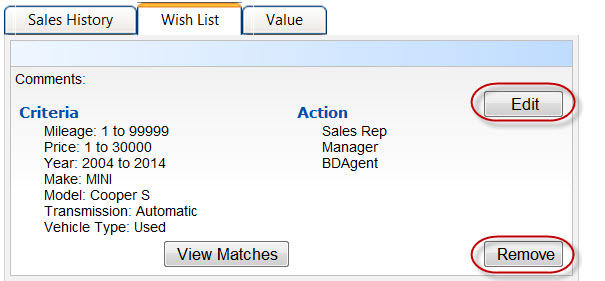 Sales History Wish List Value
Comments:
Edit
Criteria Action
Mileage: 1 to 99999 Sales Rep
Price: 1 to 30000 Manager
Year: 2004 to 2014 BDAgent
Make: MINI
Model: Cooper S
Transmission: Automatic
Vehicle Type: Used
View Matches Remove